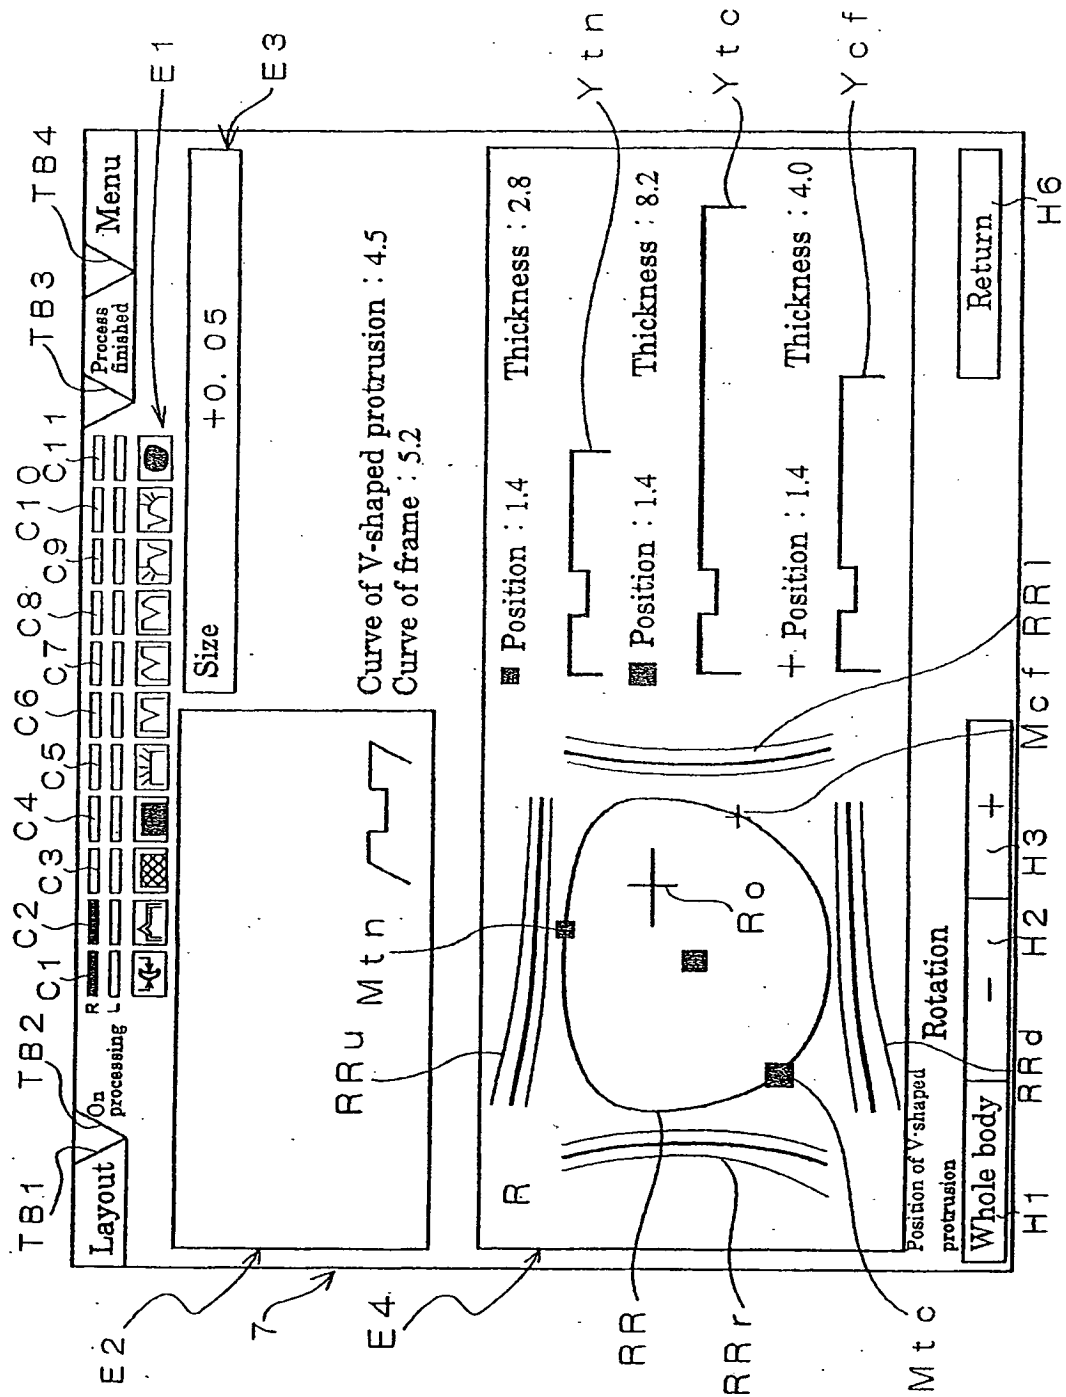 TB1
TB2
C1
C2
C3
C4
C5
C6
C7
C8
C9
C10
C11
TB3
TB4
E1
Layout
On
processing
R
L
Process
finished
Menu
E2
Size
+0.05
E3
7
Curve of V-shaped protrusion : 4.5
Curve of frame : 5.2
RRu
Mtn
E4
R
Position : 1.4
Thickness : 2.8
Ytn
Position : 1.4
Thickness : 8.2
Ytc
Ro
+ Position : 1.4
Thickness : 4.0
Ycf
RR
RRr
Position of V-shaped
protrusion
Rotation
Whole body
−
+
Return
Mtc
H1
RRd
H2
H3
Mcf
RRl
H6